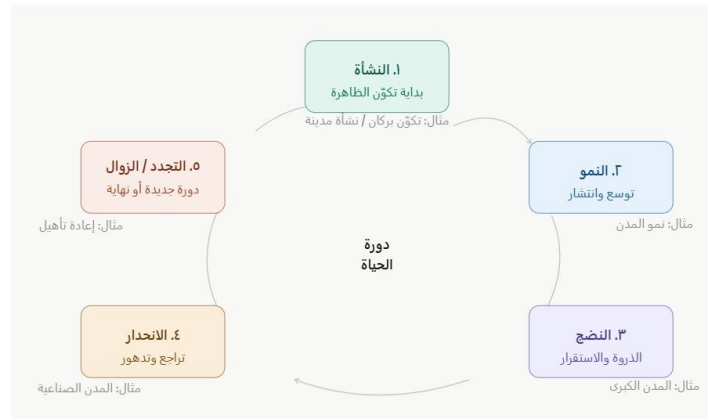 ١. النشأة
بداية تكوّن الظاهرة
مثال: تكوّن بركان / نشأة مدينة
٢. النمو
توسع وانتشار
مثال: نمو المدن
٣. النضج
الذروة والاستقرار
مثال: المدن الكبرى
٤. الانحدار
تراجع وتدهور
مثال: المدن الصناعية
٥. التجدد / الزوال
دورة جديدة أو نهاية
مثال: إعادة تأهيل
دورة
الحياة